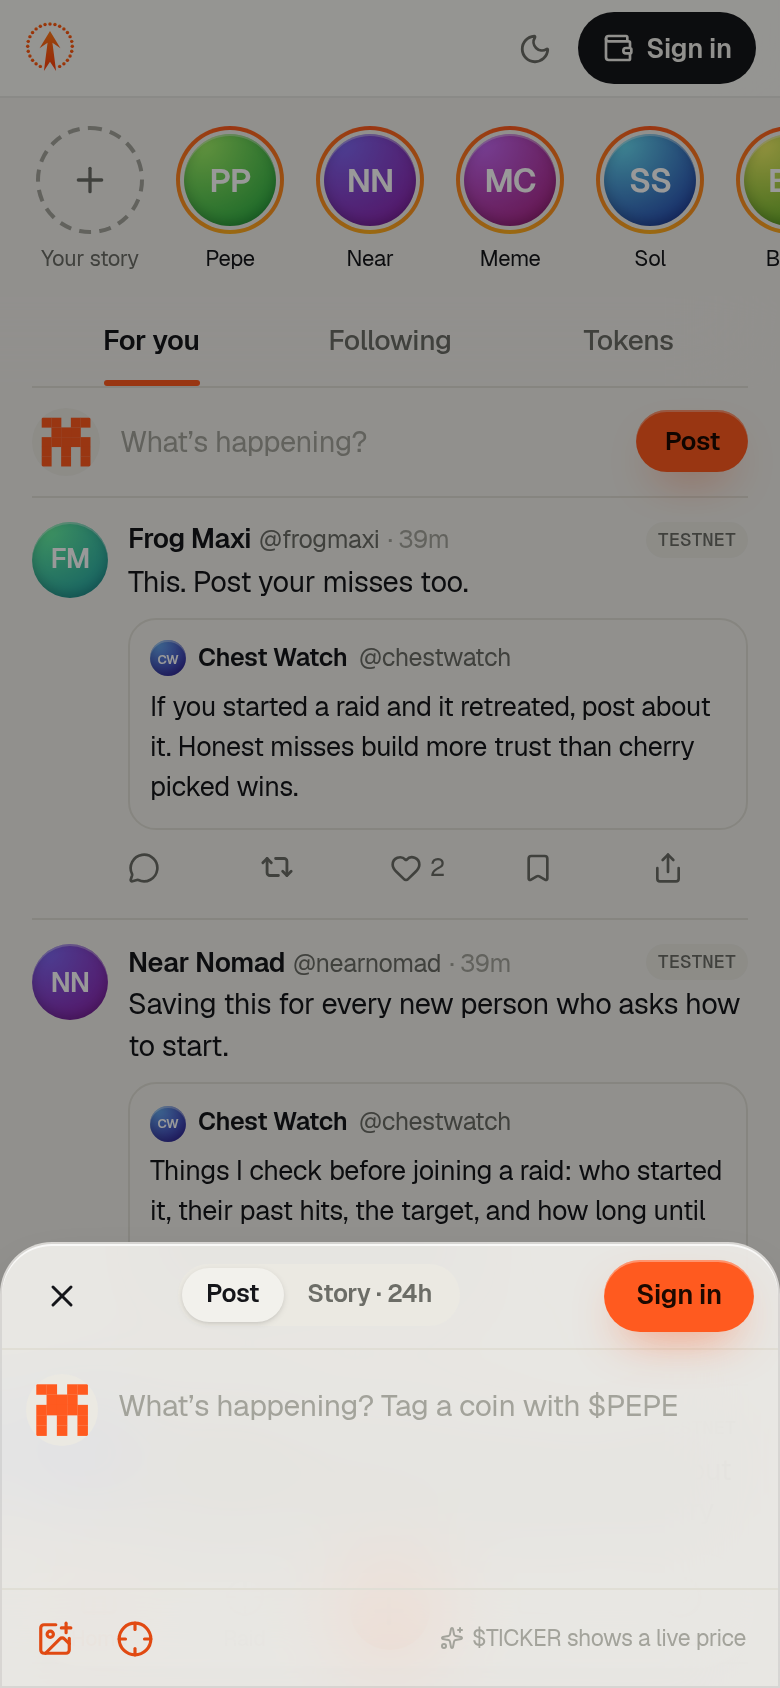 Sign in
PP
NN
MC
SS
Your story
Pepe
Near
Meme
Sol
B
For you
Following
Tokens
What's happening?
Post
FM
Frog Maxi @frogmaxi · 39m
TESTNET
This. Post your misses too.
CW
Chest Watch @chestwatch
If you started a raid and it retreated, post about
it. Honest misses build more trust than cherry
picked wins.
2
NN
Near Nomad @nearnomad · 39m
TESTNET
Saving this for every new person who asks how
to start.
CW
Chest Watch @chestwatch
Things I check before joining a raid: who started
it, their past hits, the target, and how long until
Post
Story · 24h
Sign in
What's happening? Tag a coin with $PEPE
$TICKER shows a live price